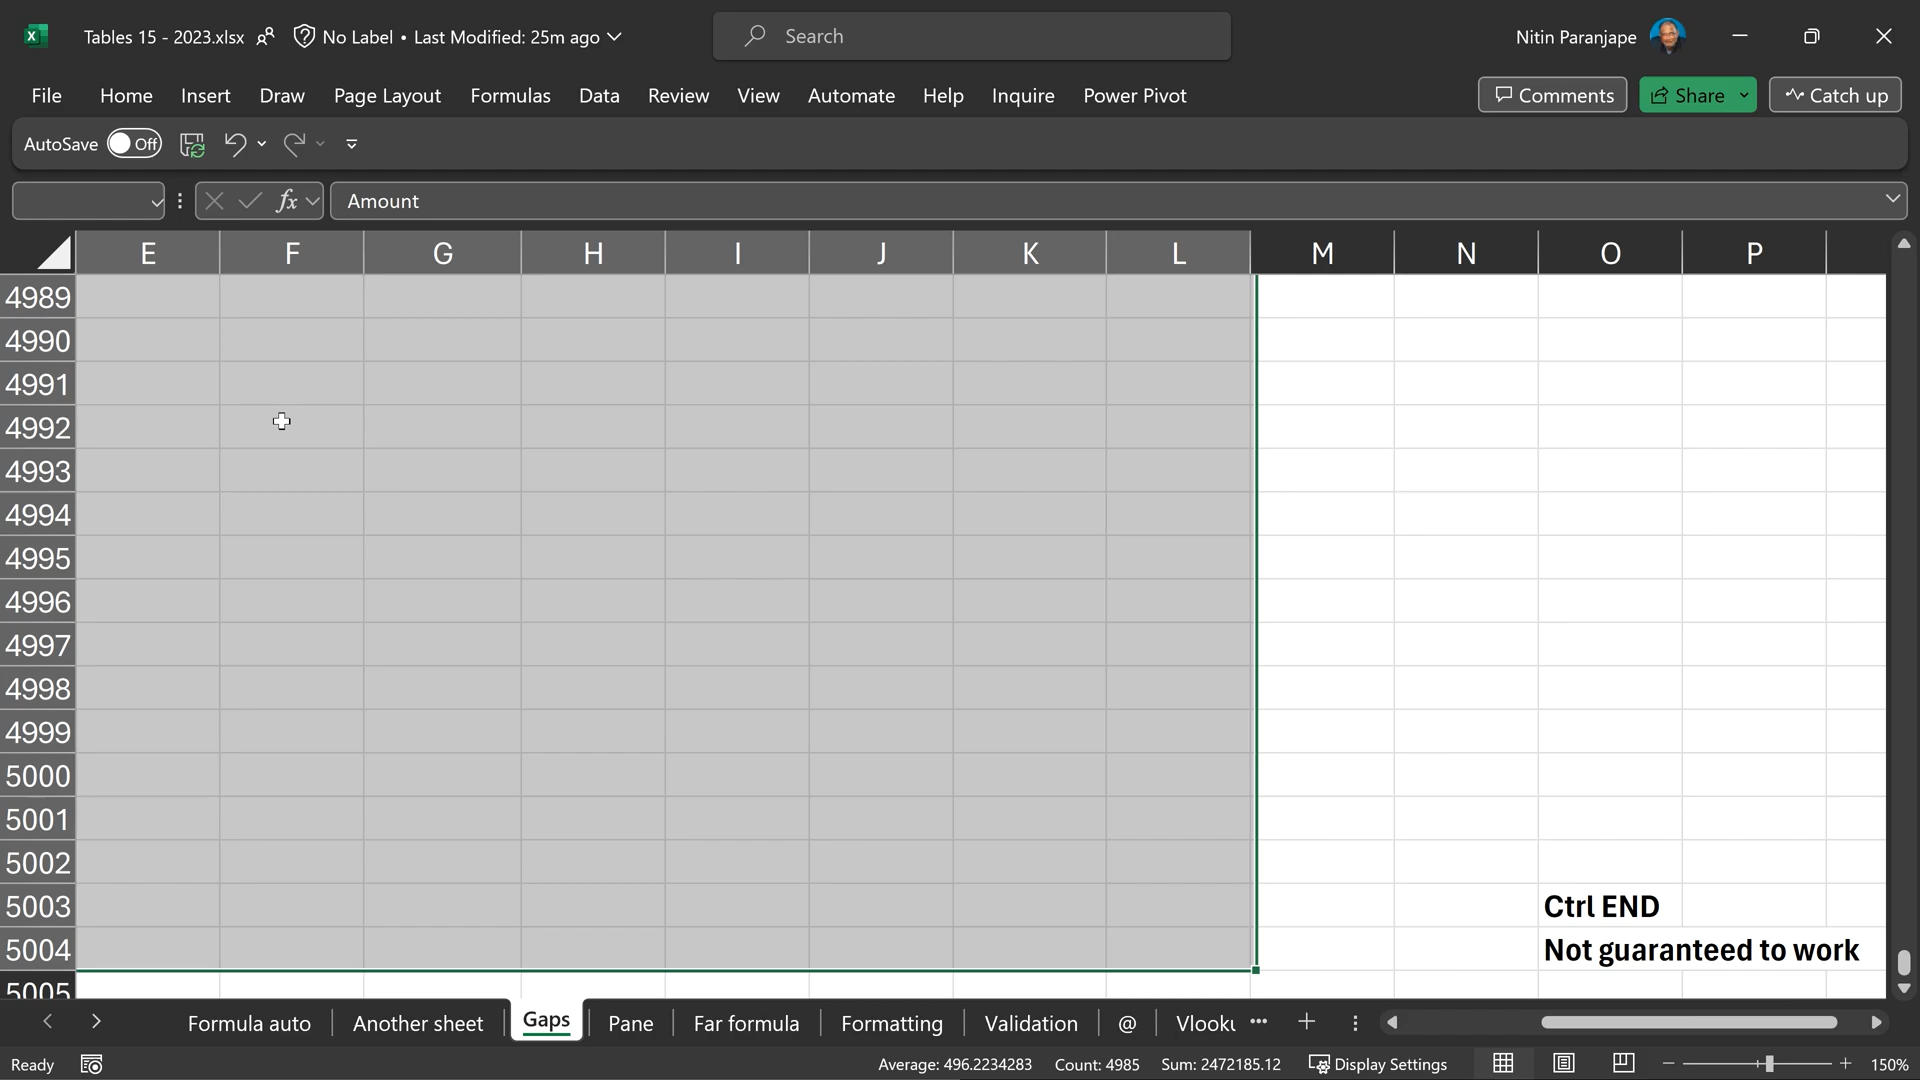 Tables 15 - 2023.xlsx No Label • Last Modified: 25m ago Search Nitin Paranjape
File Home Insert Draw Page Layout Formulas Data Review View Automate Help Inquire Power Pivot Comments Share Catch up
AutoSave Off
fx Amount
E F G H I J K L M N O P
4989
4990
4991
4992
4993
4994
4995
4996
4997
4998
4999
5000
5001
5002
5003 Ctrl END
5004 Not guaranteed to work
5005
Formula auto Another sheet Gaps Pane Far formula Formatting Validation @ Vlooku ...
Ready Average: 496.2234283 Count: 4985 Sum: 2472185.12 Display Settings 150%